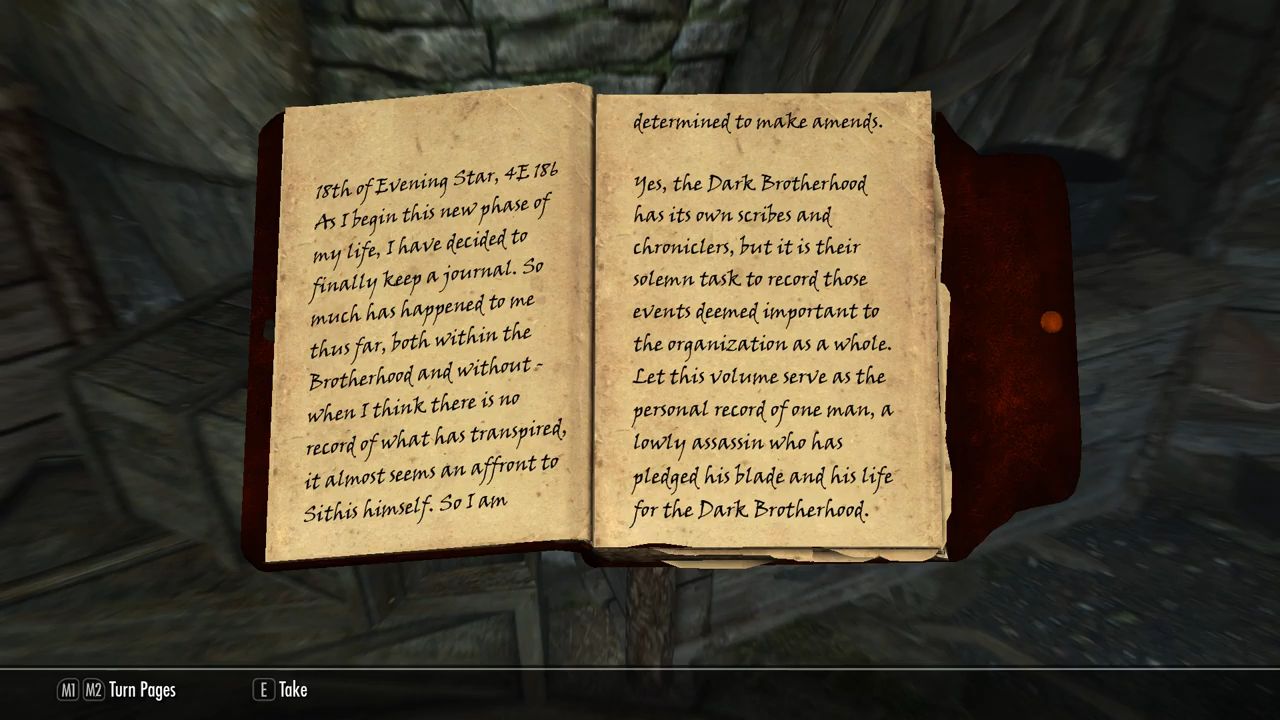 18th of Evening Star, 4E 186
As I begin this new phase of
my life, I have decided to
finally keep a journal. So
much has happened to me
thus far, both within the
Brotherhood and without -
when I think there is no
record of what has transpired,
it almost seems an affront to
Sithis himself. So I am
determined to make amends.
Yes, the Dark Brotherhood
has its own scribes and
chroniclers, but it is their
solemn task to record those
events deemed important to
the organization as a whole.
Let this volume serve as the
personal record of one man, a
lowly assassin who has
pledged his blade and his life
for the Dark Brotherhood.
M1 M2 Turn Pages
E Take